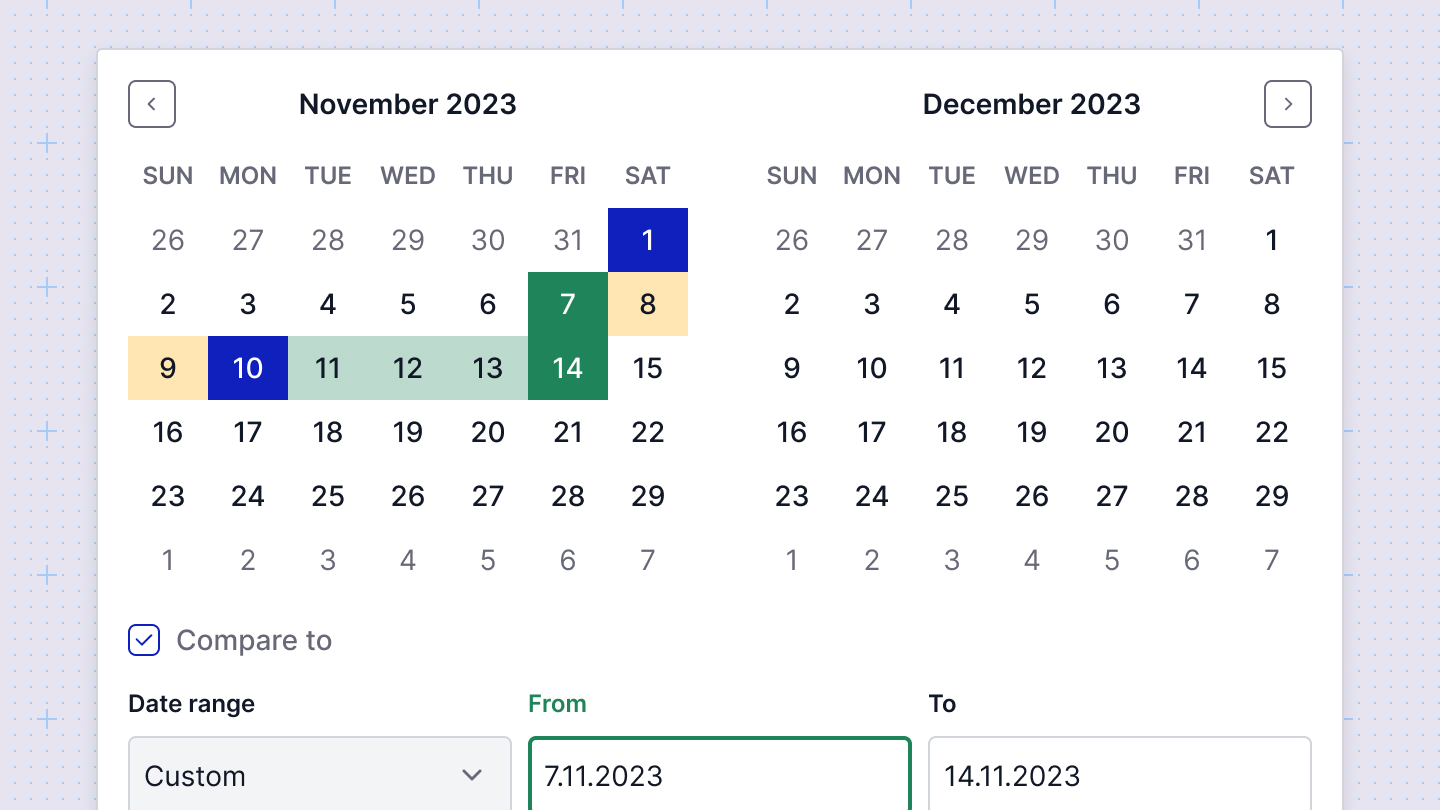 November 2023 December 2023
SUN MON TUE WED THU FRI SAT SUN MON TUE WED THU FRI SAT
26 27 28 29 30 31 1 26 27 28 29 30 31 1
2 3 4 5 6 7 8 2 3 4 5 6 7 8
9 10 11 12 13 14 15 9 10 11 12 13 14 15
16 17 18 19 20 21 22 16 17 18 19 20 21 22
23 24 25 26 27 28 29 23 24 25 26 27 28 29
1 2 3 4 5 6 7 1 2 3 4 5 6 7
Compare to
Date range From To
Custom 7.11.2023 14.11.2023